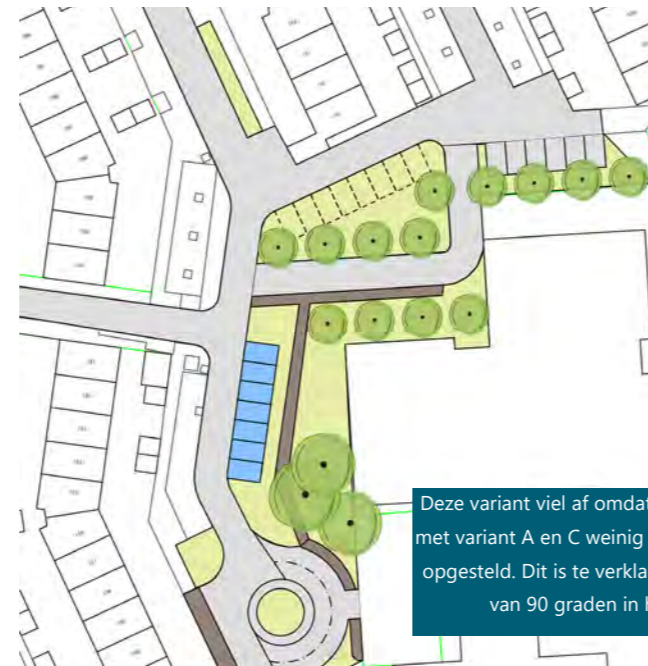 Deze variant viel af omdat
met variant A en C weinig
opgesteld. Dit is te verkla
van 90 graden in h